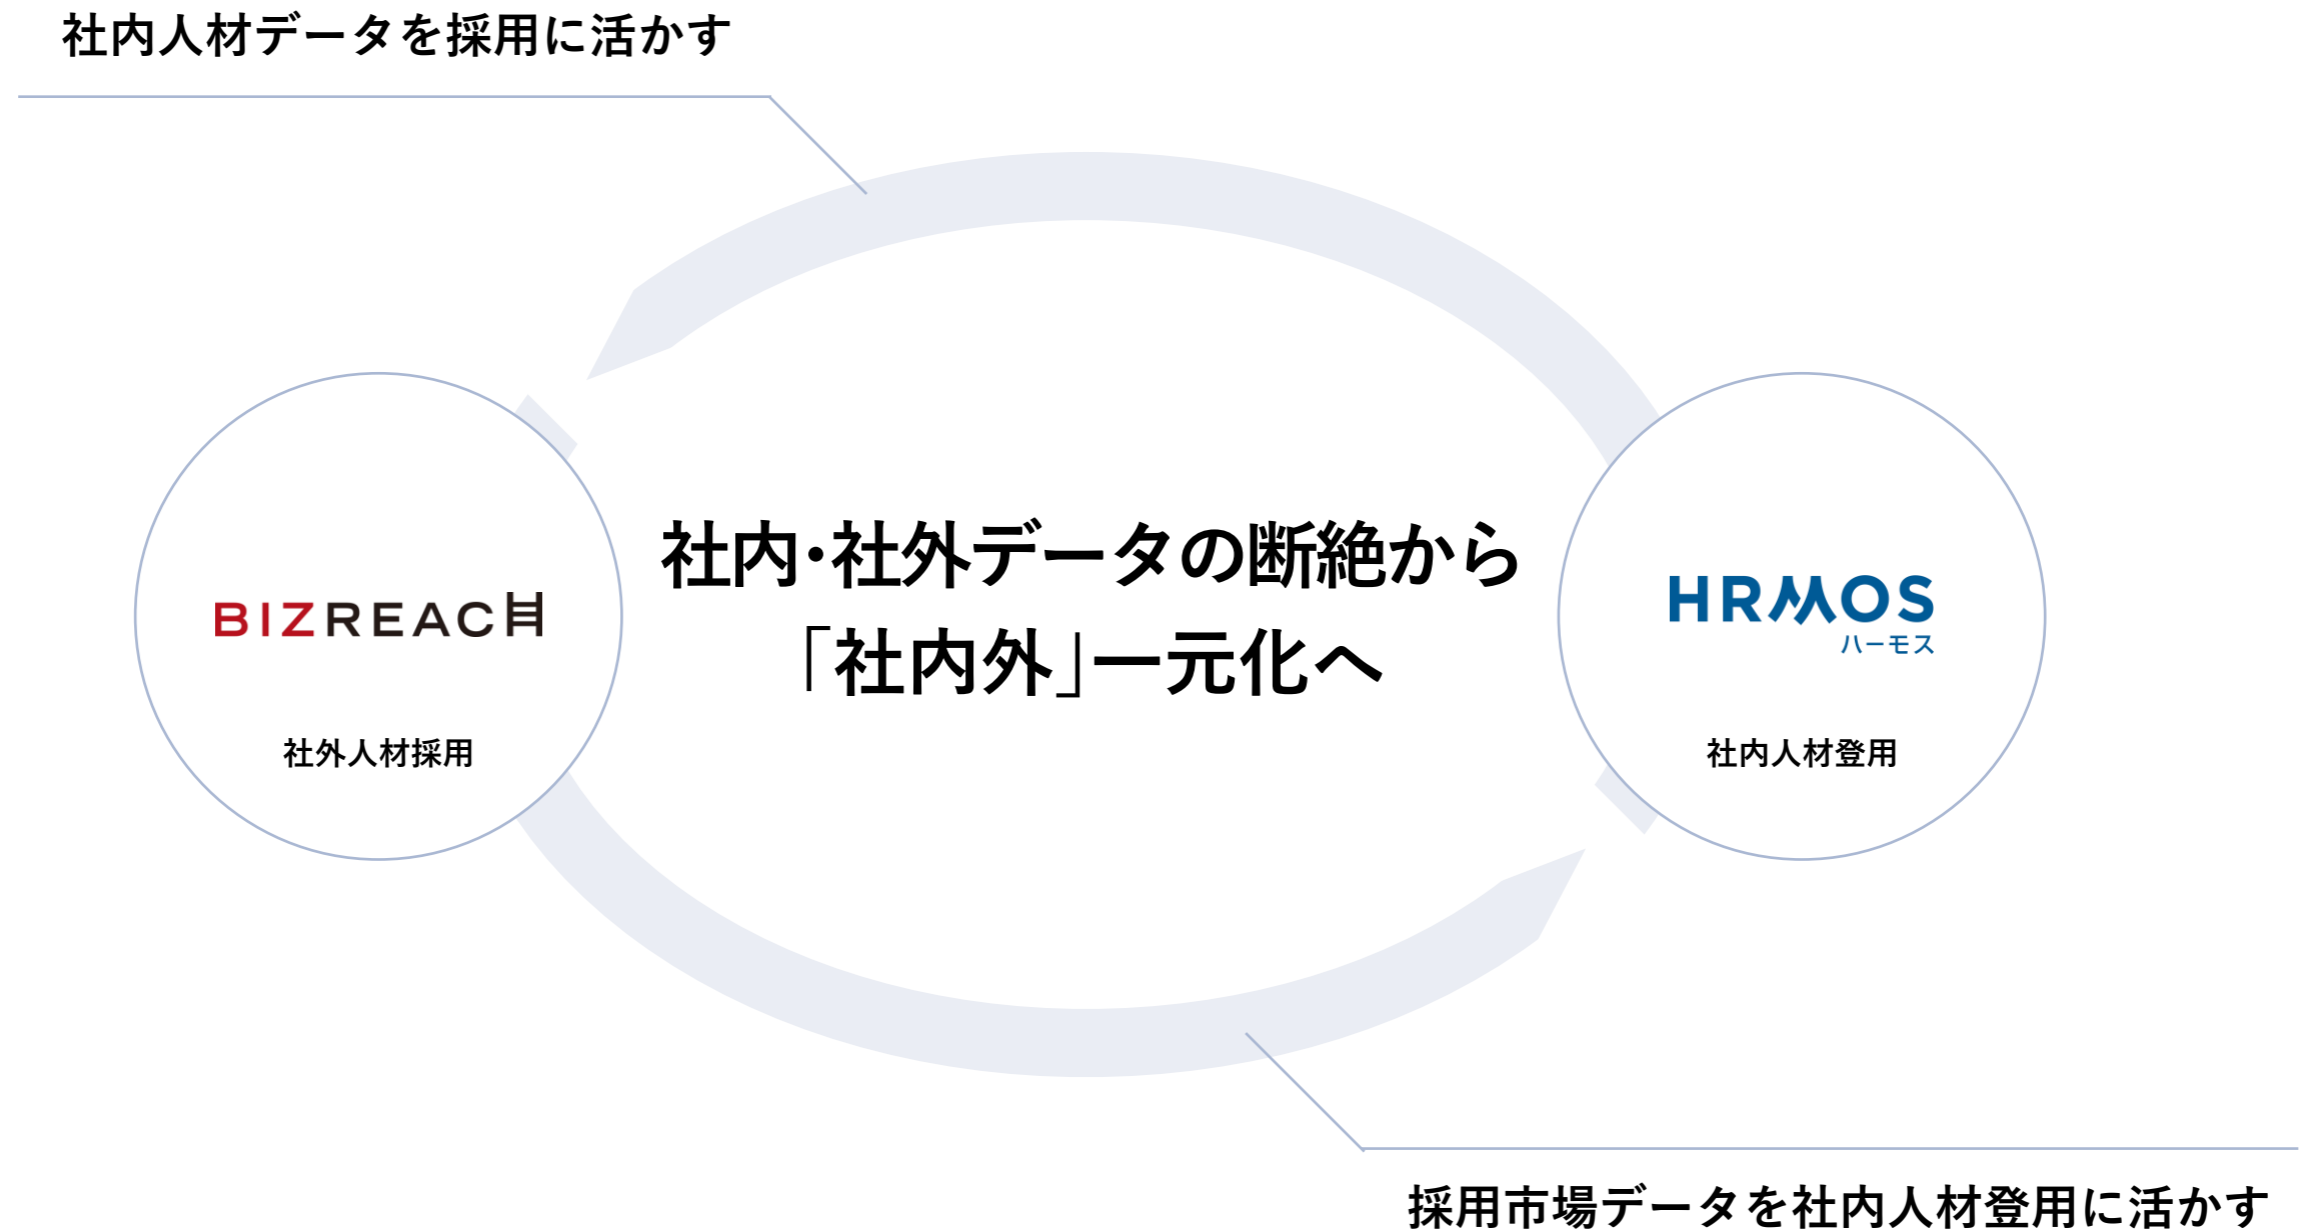 社内人材データを採用に活かす
社内・社外データの断絶から
「社内外」一元化へ
BIZREACH
社外人材採用
HRMOS
ハーモス
社内人材登用
採用市場データを社内人材登用に活かす